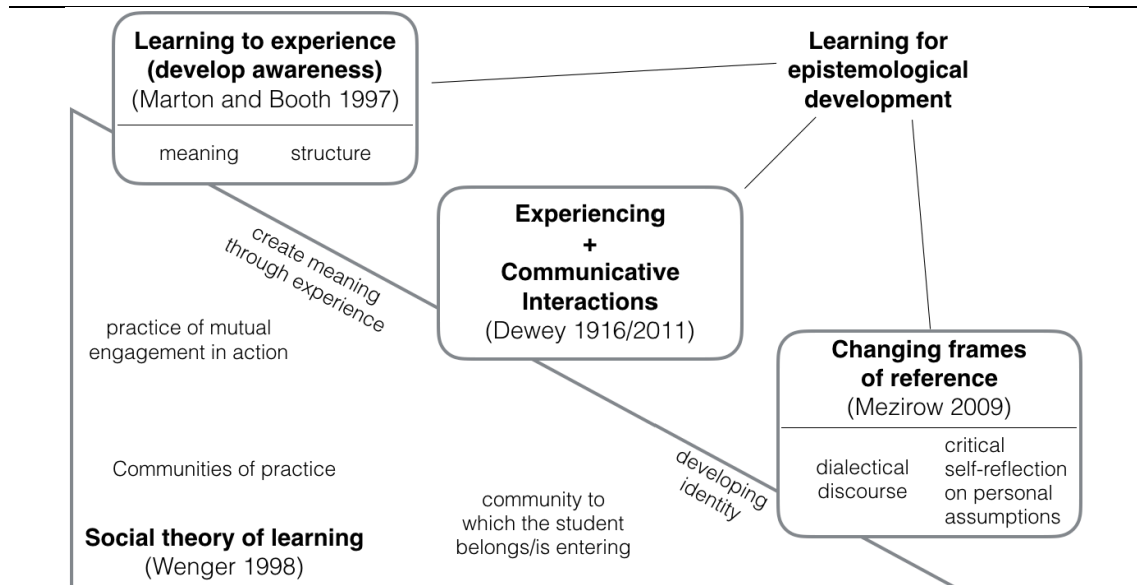 Learning to experience
(develop awareness)
(Marton and Booth 1997)
meaning structure
Learning for
epistemological
development
create meaning
through experience
Experiencing
+
Communicative
Interactions
(Dewey 1916/2011)
practice of mutual
engagement in action
Changing frames
of reference
(Mezirow 2009)
dialectical
discourse
critical
self-reflection
on personal
assumptions
developing
identity
Communities of practice
community to
which the student
belongs/is entering
Social theory of learning
(Wenger 1998)